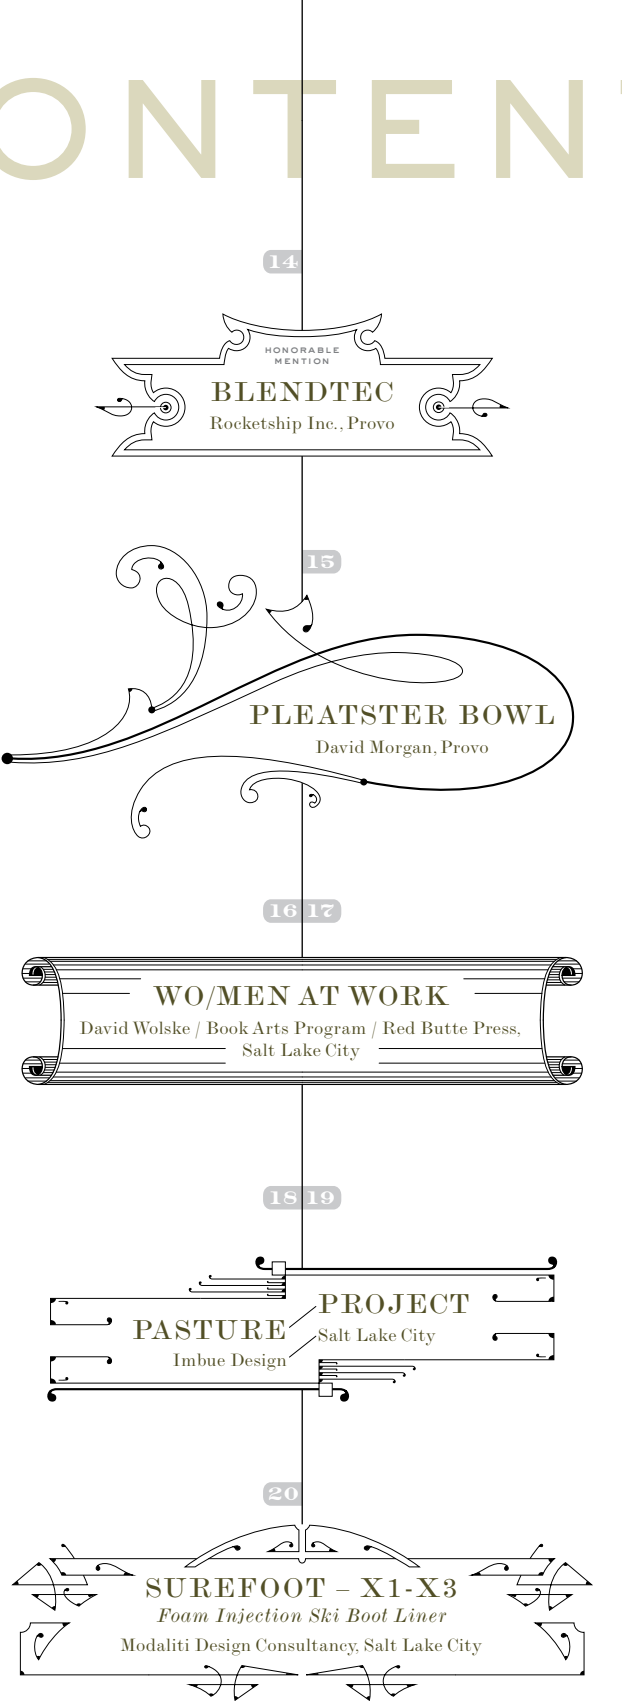 ONTEN
14
HONORABLE
MENTION
BLENDTEC
Rocketship Inc., Provo
15
PLEATSTER BOWL
David Morgan, Provo
16 17
WO/MEN AT WORK
David Wolske / Book Arts Program / Red Butte Press,
Salt Lake City
18 19
PASTURE / PROJECT
Imbue Design / Salt Lake City
20
SUREFOOT – X1-X3
Foam Injection Ski Boot Liner
Modaliti Design Consultancy, Salt Lake City